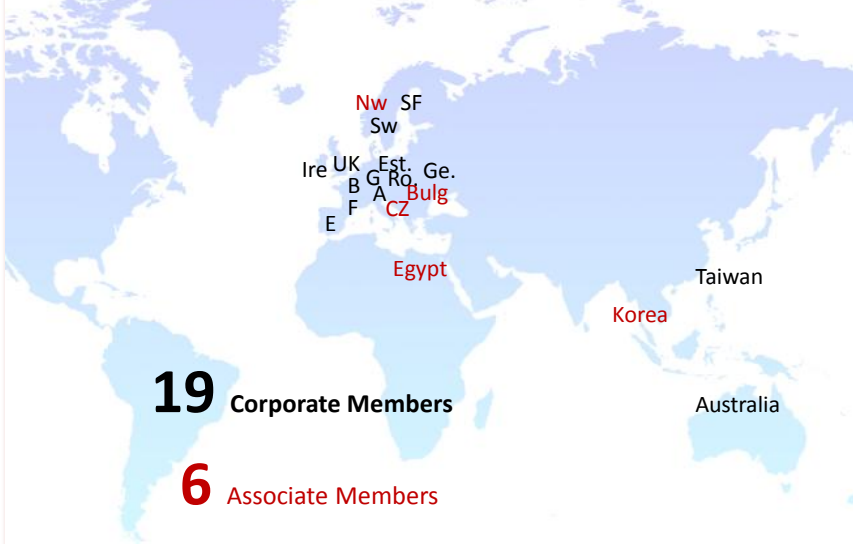 Nw SF
Sw
Ire UK Est. Ge.
B G Ro.
A Bulg
F CZ
E
Egypt
Taiwan
Korea
19 Corporate Members
Australia
6 Associate Members